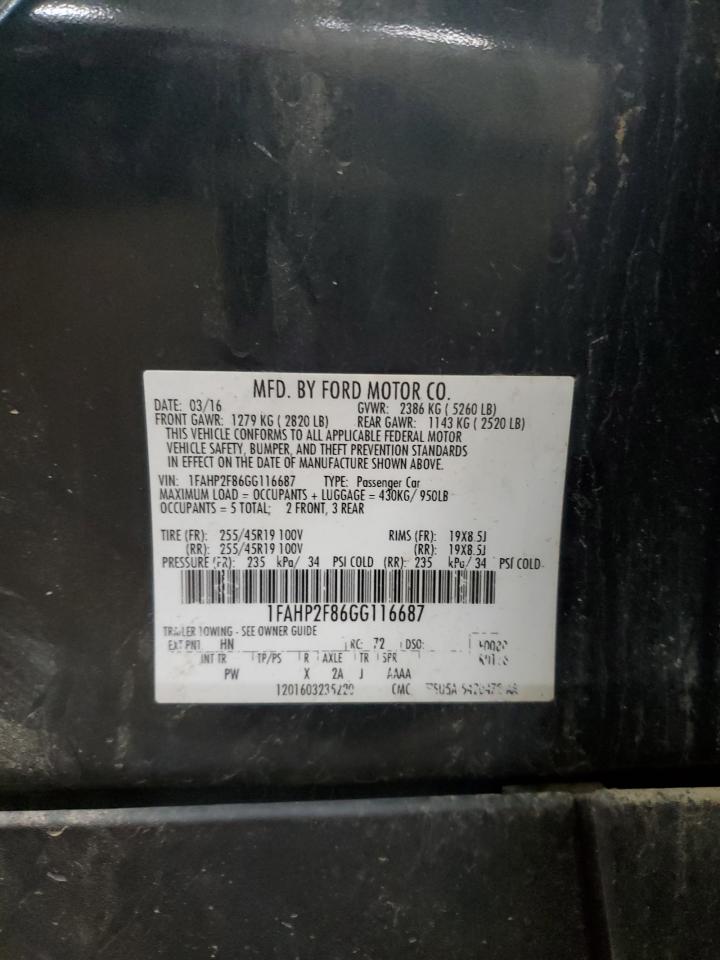 MFD. BY FORD MOTOR CO.
DATE: 03/16 GVWR: 2386 KG ( 5260 LB)
FRONT GAWR: 1279 KG ( 2820 LB) REAR GAWR: 1143 KG ( 2520 LB)
THIS VEHICLE CONFORMS TO ALL APPLICABLE FEDERAL MOTOR
VEHICLE SAFETY, BUMPER, AND THEFT PREVENTION STANDARDS
IN EFFECT ON THE DATE OF MANUFACTURE SHOWN ABOVE.
VIN: 1FAHP2F86GG116687 TYPE: Passenger Car
MAXIMUM LOAD = OCCUPANTS + LUGGAGE = 430KG/ 950LB
OCCUPANTS = 5 TOTAL; 2 FRONT, 3 REAR
TIRE (FR): 255/45R19 100V RIMS (FR): 19X8.5J
(RR): 255/45R19 100V (RR): 19X8.5J
PRESSURE (FR): 235 kPa/ 34 PSI COLD (RR): 235 kPa/ 34 PSI COLD
1FAHP2F86GG116687
TRAILER TOWING - SEE OWNER GUIDE
EXT PNT: HN RC: 72 DSO:
INT TR TP/PS R AXLE TR SPR
PW X 2A J AAAA
CMC